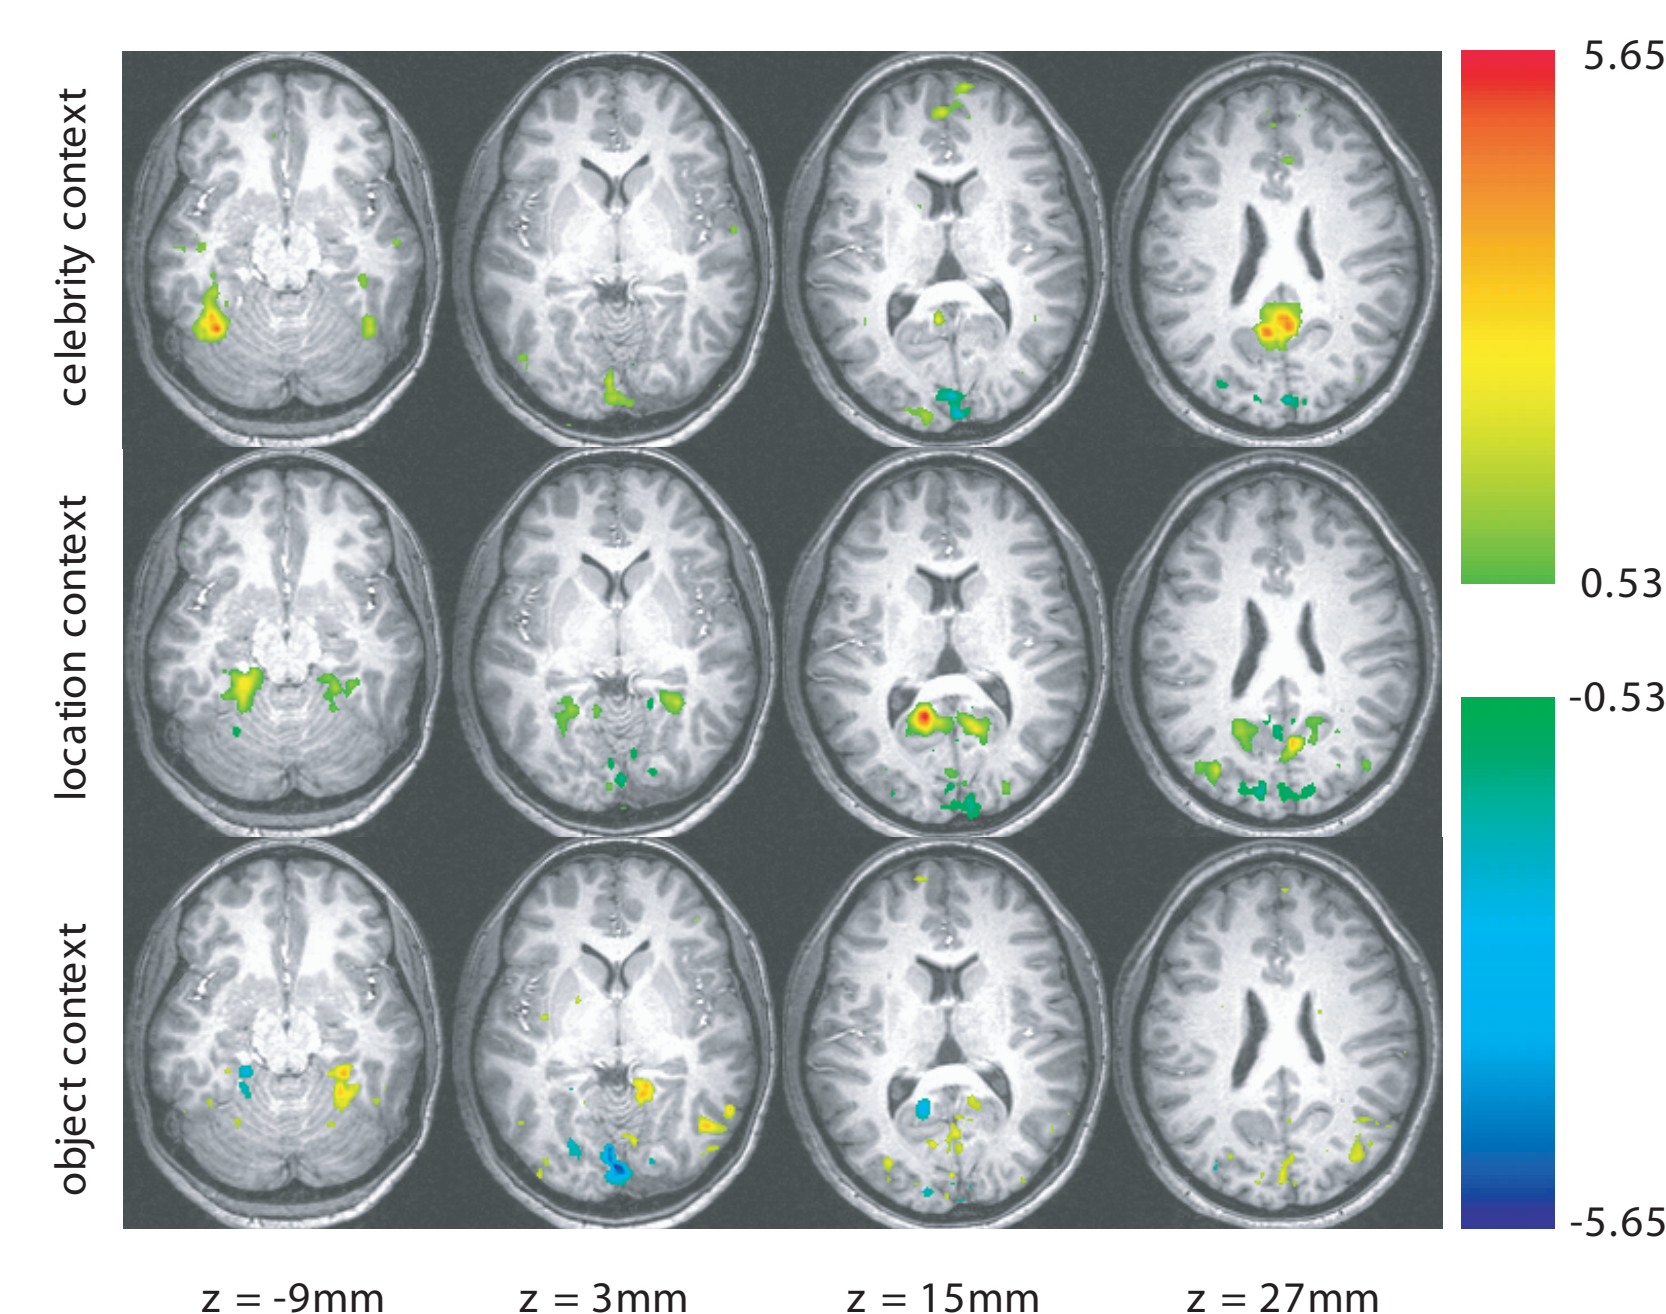 celebrity context
location context
object context
5.65
0.53
-0.53
-5.65
z = -9mm
z = 3mm
z = 15mm
z = 27mm